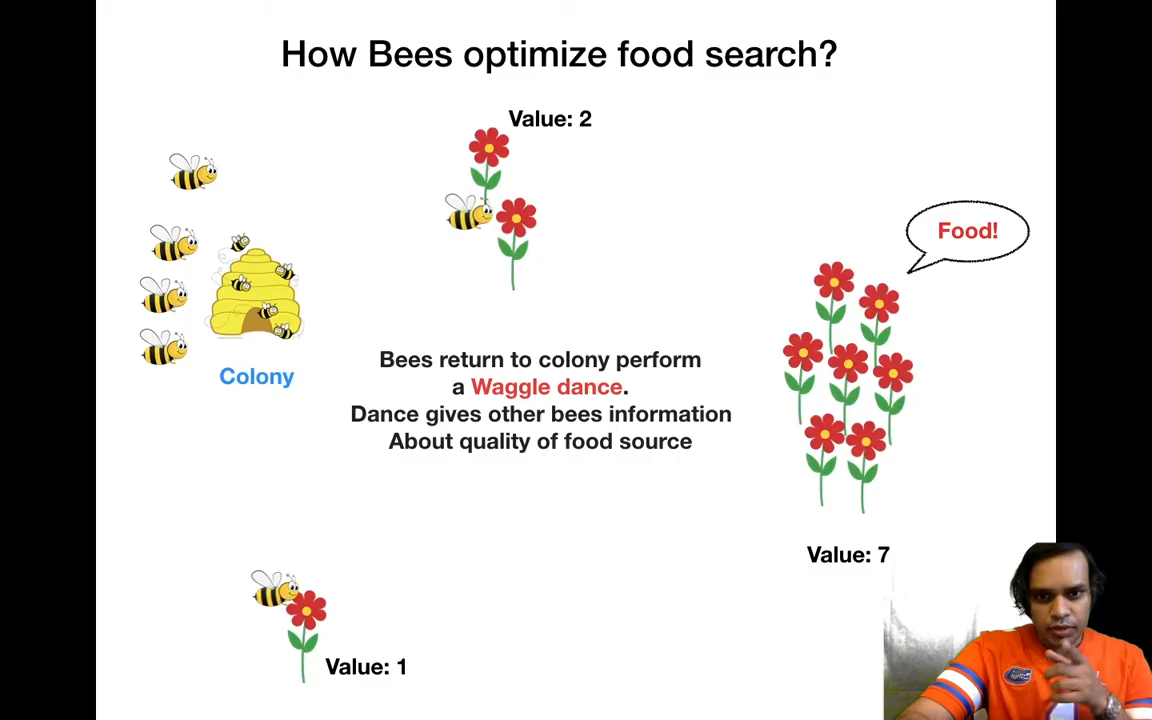 How Bees optimize food search?
Value: 2
Food!
Colony
Bees return to colony perform
a Waggle dance.
Dance gives other bees information
About quality of food source
Value: 7
Value: 1